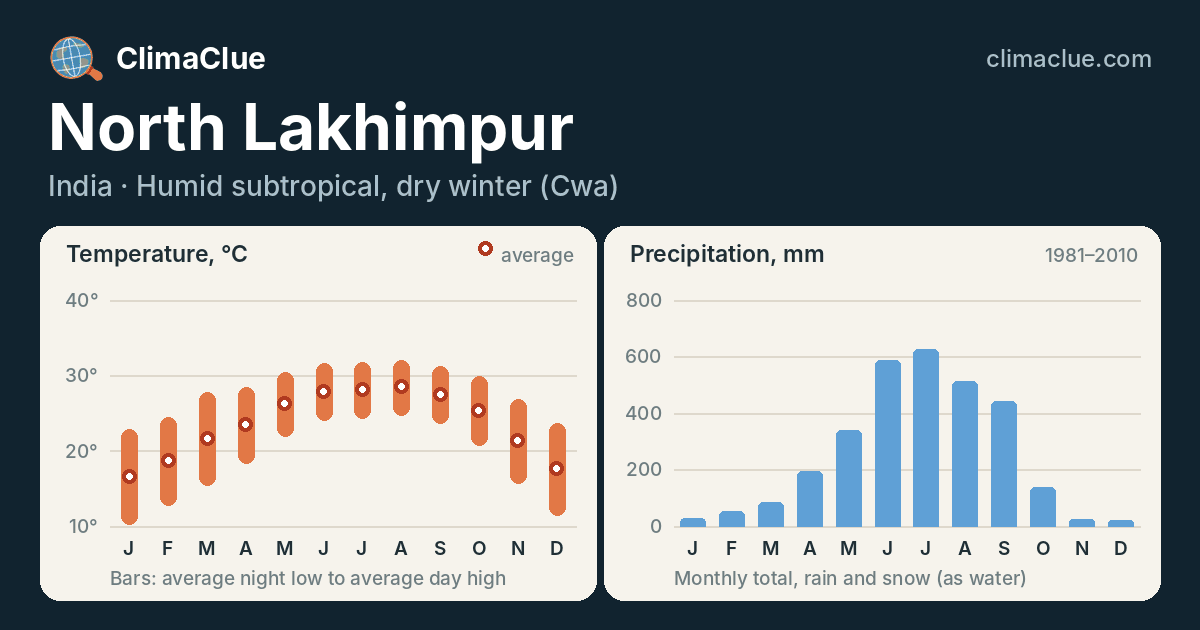 ClimaClue
climaclue.com
North Lakhimpur
India · Humid subtropical, dry winter (Cwa)
Temperature, °C
average
40°
30°
20°
10°
J F M A M J J A S O N D
Bars: average night low to average day high
Precipitation, mm
1981–2010
800
600
400
200
0
J F M A M J J A S O N D
Monthly total, rain and snow (as water)